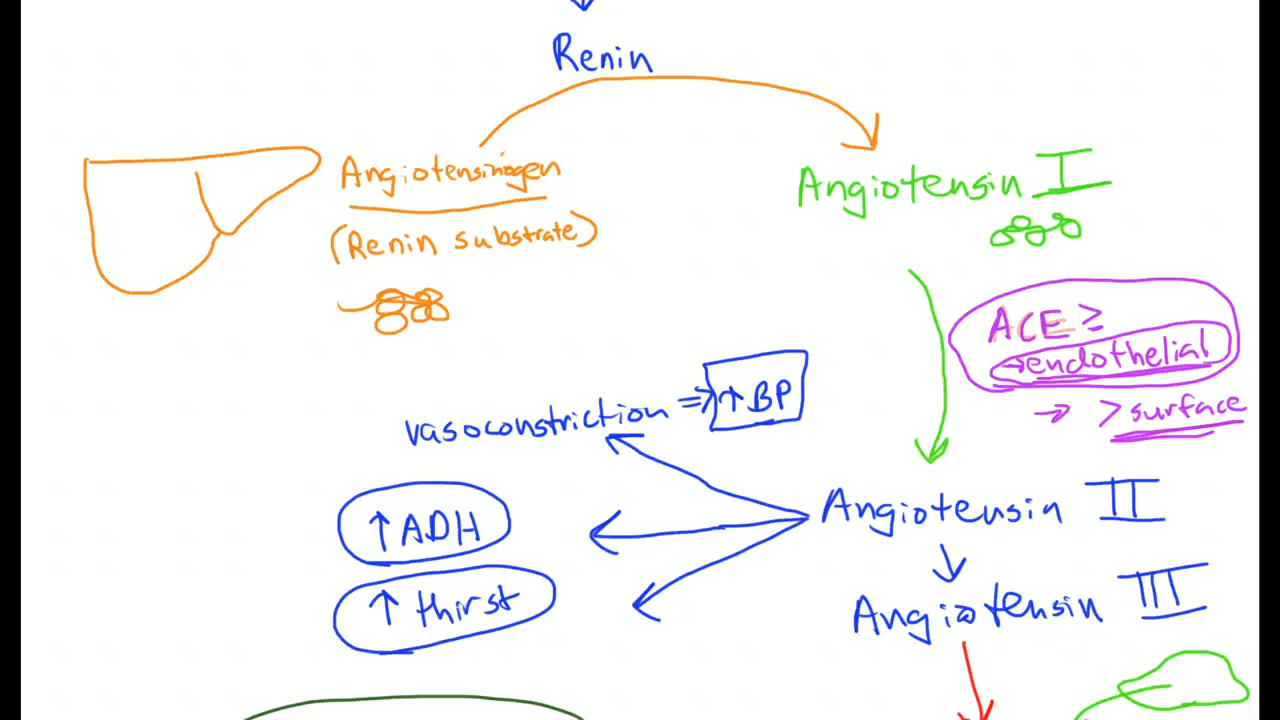 Renin
Angiotensinogen
(Renin substrate)
Angiotensin I
ACE ≥
→endothelial
→ > surface
vasoconstriction ⇒ ↑ BP
↑ ADH
↑ thirst
Angiotensin II
↓
Angiotensin III